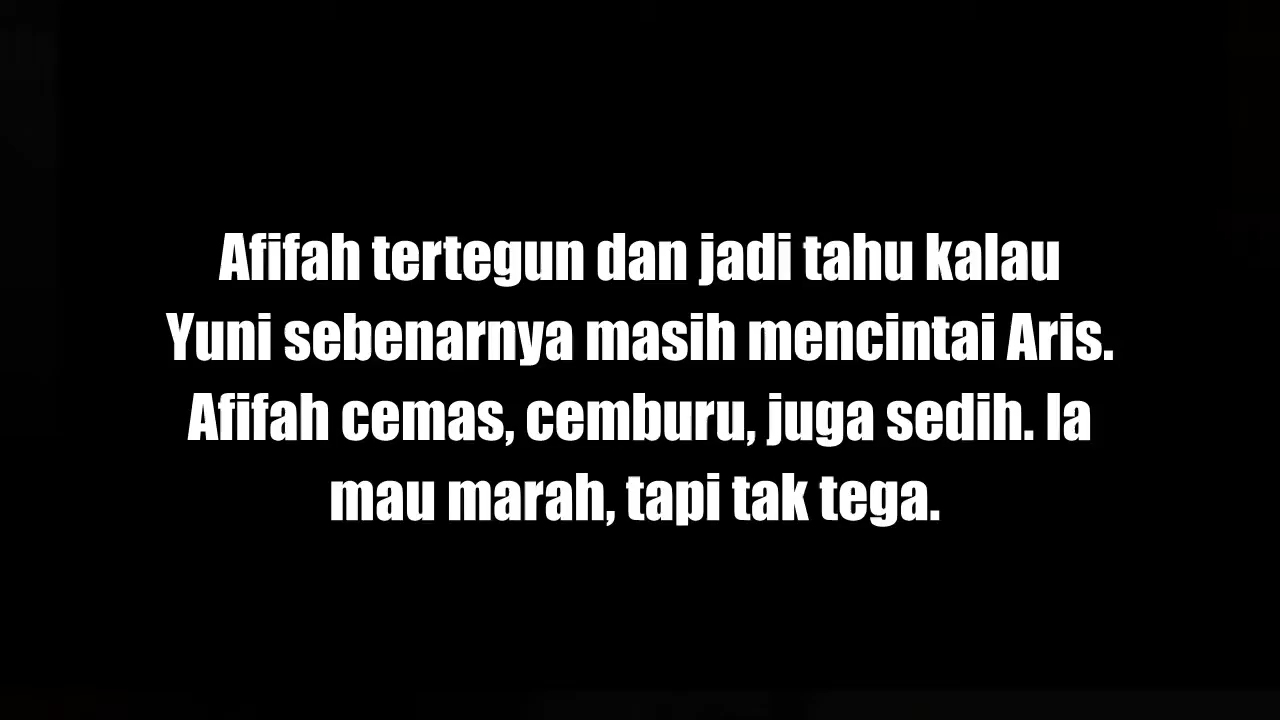 Afifah tertegun dan jadi tahu kalau
Yuni sebenarnya masih mencintai Aris.
Afifah cemas, cemburu, juga sedih. Ia
mau marah, tapi tak tega.